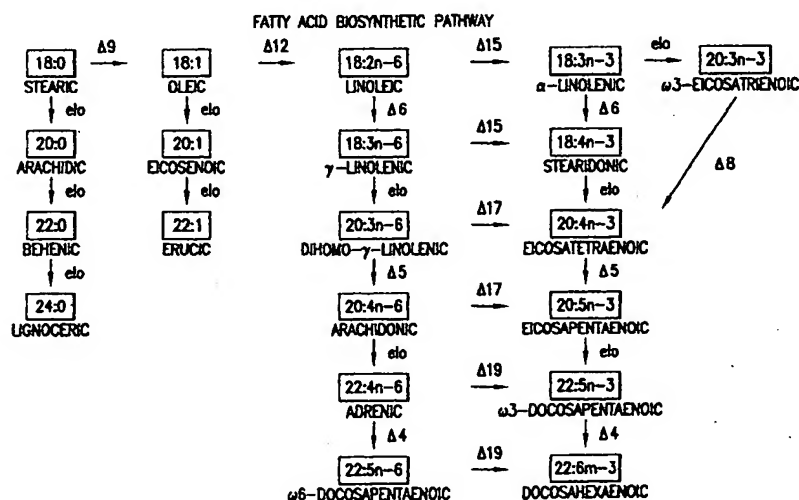 FATTY ACID BIOSYNTHETIC PATHWAY
Δ9 Δ12 Δ15 elo
18:0 18:1 18:2n-6 18:3n-3 20:3n-3
STEARIC OLEIC LINOLEIC α-LINOLENIC ω3-EICOSATRIENOIC
elo elo Δ6 Δ6
Δ15
20:0 20:1 18:3n-6 18:4n-3
ARACHIDIC EICOSENOIC γ-LINOLENIC STEARIDONIC
Δ8
elo elo elo elo
Δ17
22:0 22:1 20:3n-6 20:4n-3
BEHENIC ERUCIC DIHOMO-γ-LINOLENIC EICOSATETRAENOIC
elo Δ5 Δ5
Δ17
24:0 20:4n-6 20:5n-3
LIGNOCERIC ARACHIDONIC EICOSAPENTAENOIC
elo elo
Δ19
22:4n-6 22:5n-3
ADRENIC ω3-DOCOSAPENTAENOIC
Δ4 Δ4
Δ19
22:5n-6 22:6m-3
ω6-DOCOSAPENTAENOIC DOCOSAHEXAENOIC